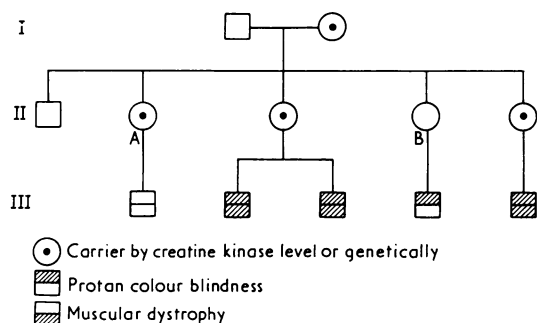 I
II
A
B
III
Carrier by creatine kinase level or genetically
Protan colour blindness
Muscular dystrophy